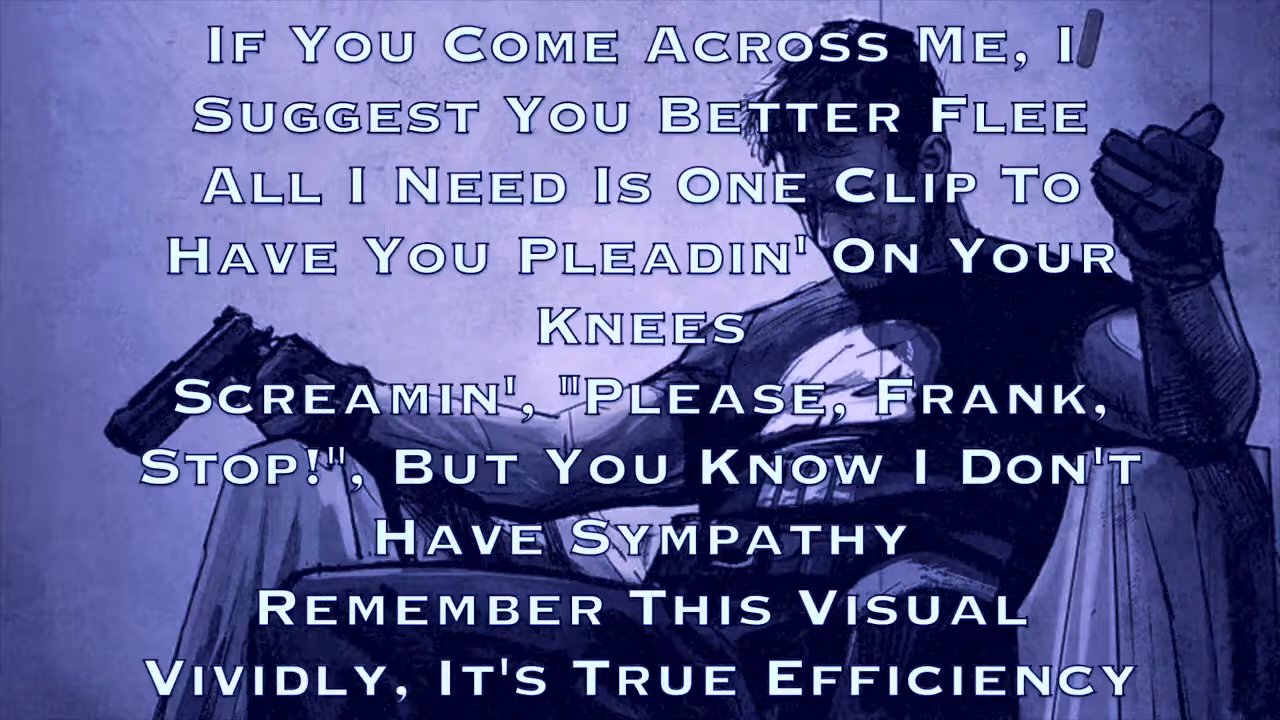 If You Come Across Me, I
Suggest You Better Flee
All I Need Is One Clip To
Have You Pleadin' On Your
Knees
Screamin', "Please, Frank,
Stop!", But You Know I Don't
Have Sympathy
Remember This Visual
Vividly, It's True Efficiency